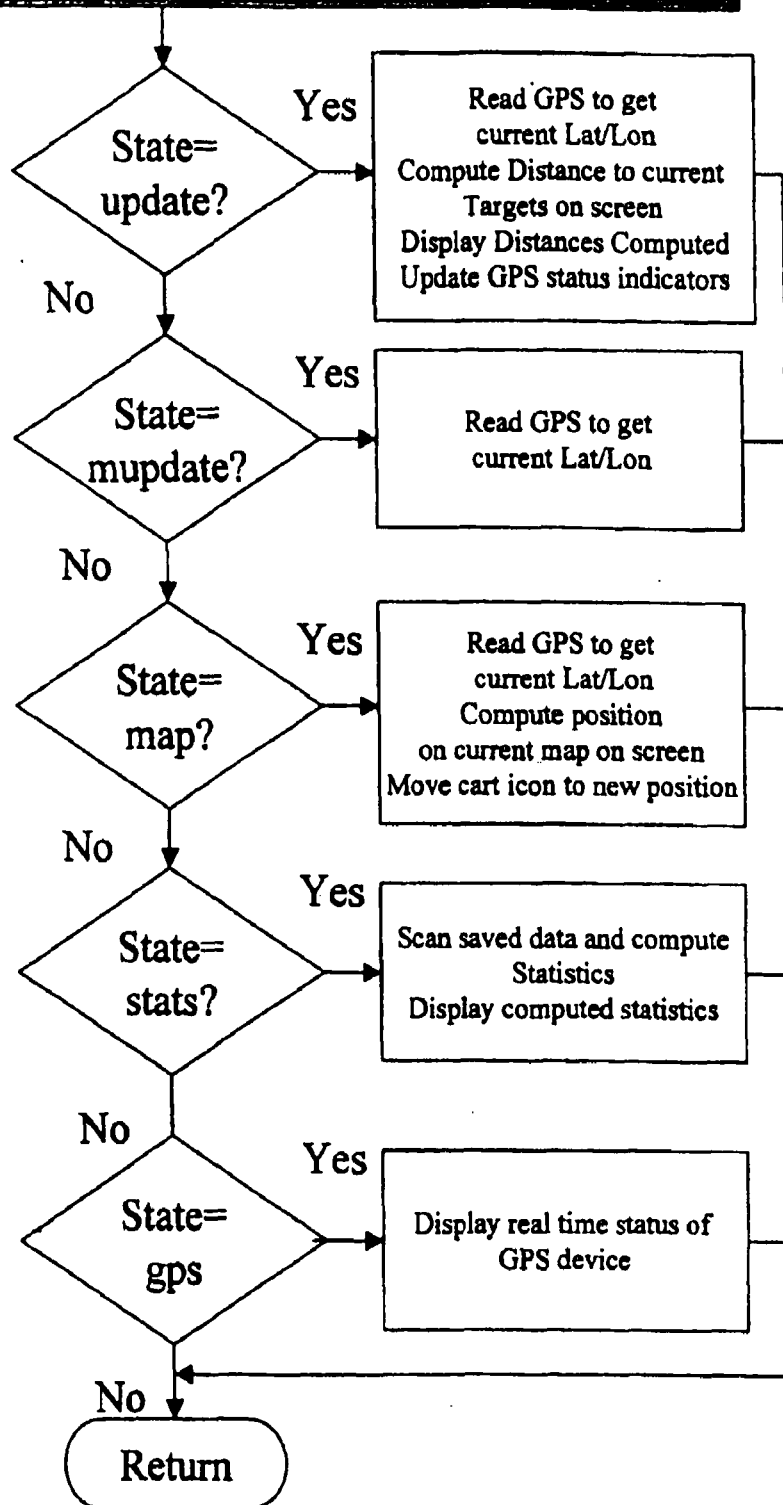 Yes
State=
update?
Read GPS to get
current Lat/Lon
Compute Distance to current
Targets on screen
Display Distances Computed
Update GPS status indicators
No
Yes
State=
mupdate?
Read GPS to get
current Lat/Lon
No
Yes
State=
map?
Read GPS to get
current Lat/Lon
Compute position
on current map on screen
Move cart icon to new position
No
Yes
State=
stats?
Scan saved data and compute
Statistics
Display computed statistics
No
Yes
State=
gps
Display real time status of
GPS device
No
Return